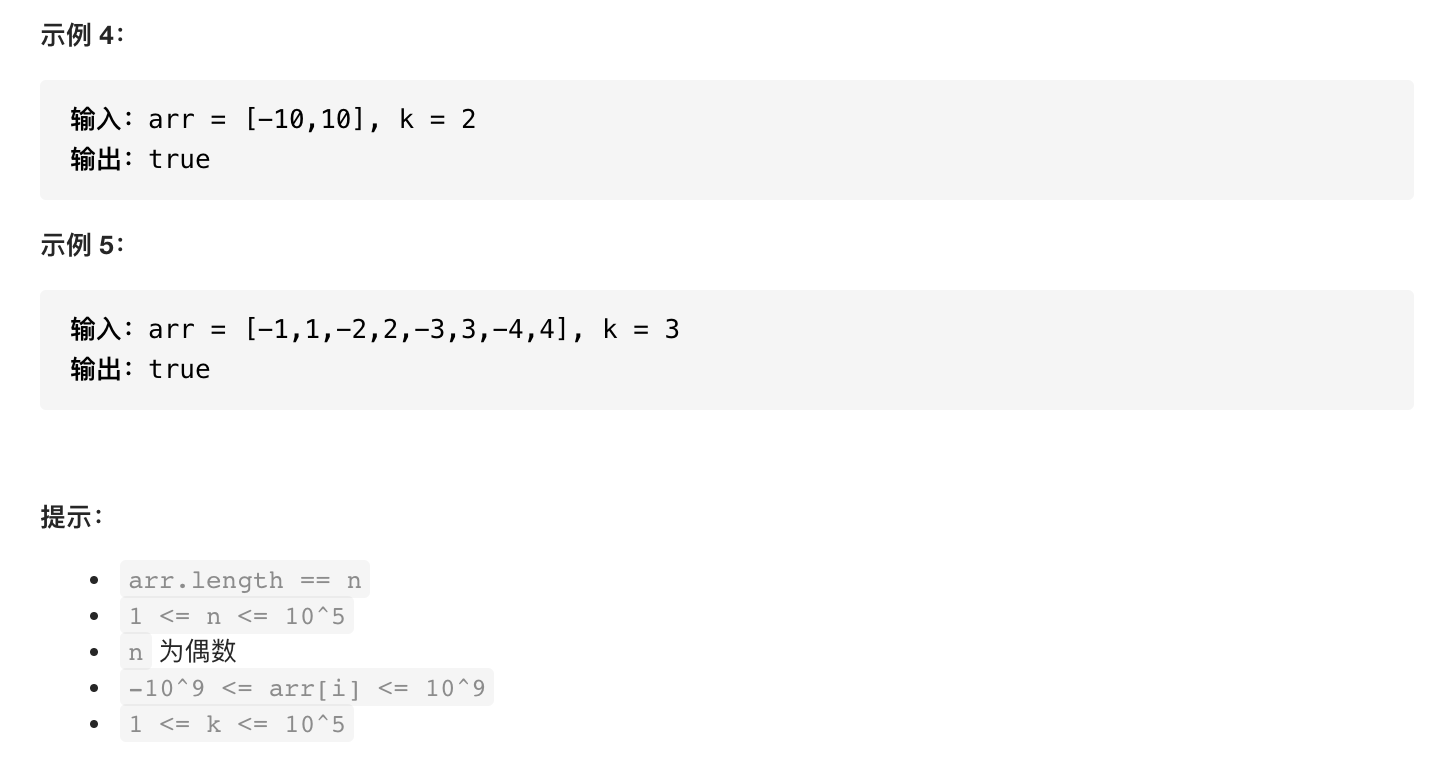 示例 4：
输入：arr = [-10,10], k = 2
输出：true
示例 5：
输入：arr = [-1,1,-2,2,-3,3,-4,4], k = 3
输出：true
提示：
• arr.length == n
• 1 <= n <= 10^5
• n 为偶数
• -10^9 <= arr[i] <= 10^9
• 1 <= k <= 10^5